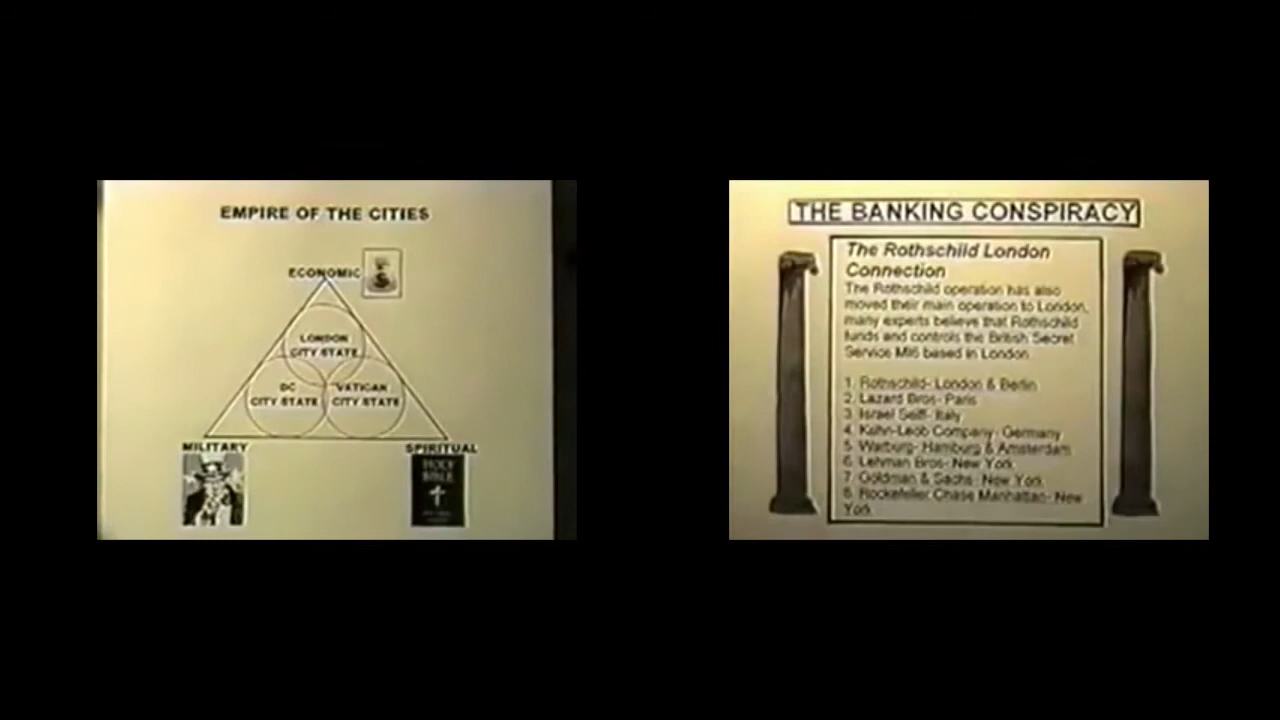 EMPIRE OF THE CITIES
ECONOMIC
$
LONDON
CITY STATE
DC
CITY STATE
VATICAN
CITY STATE
MILITARY
SPIRITUAL
HOLY
BIBLE
THE BANKING CONSPIRACY
The Rothschild London
Connection
The Rothschild operation has also
moved their main operation to London,
many experts believe that Rothschild
funds and controls the British Secret
Service MI6 based in London
1. Rothschild- London & Berlin
2. Lazard Bros- Paris
3. Israel Seiff- Italy
4. Kuhn-Leob Company- Germany
5. Warburg- Hamburg & Amsterdam
6. Lehman Bros- New York
7. Goldman & Sachs- New York
8. Rockefeller Chase Manhattan- New
York